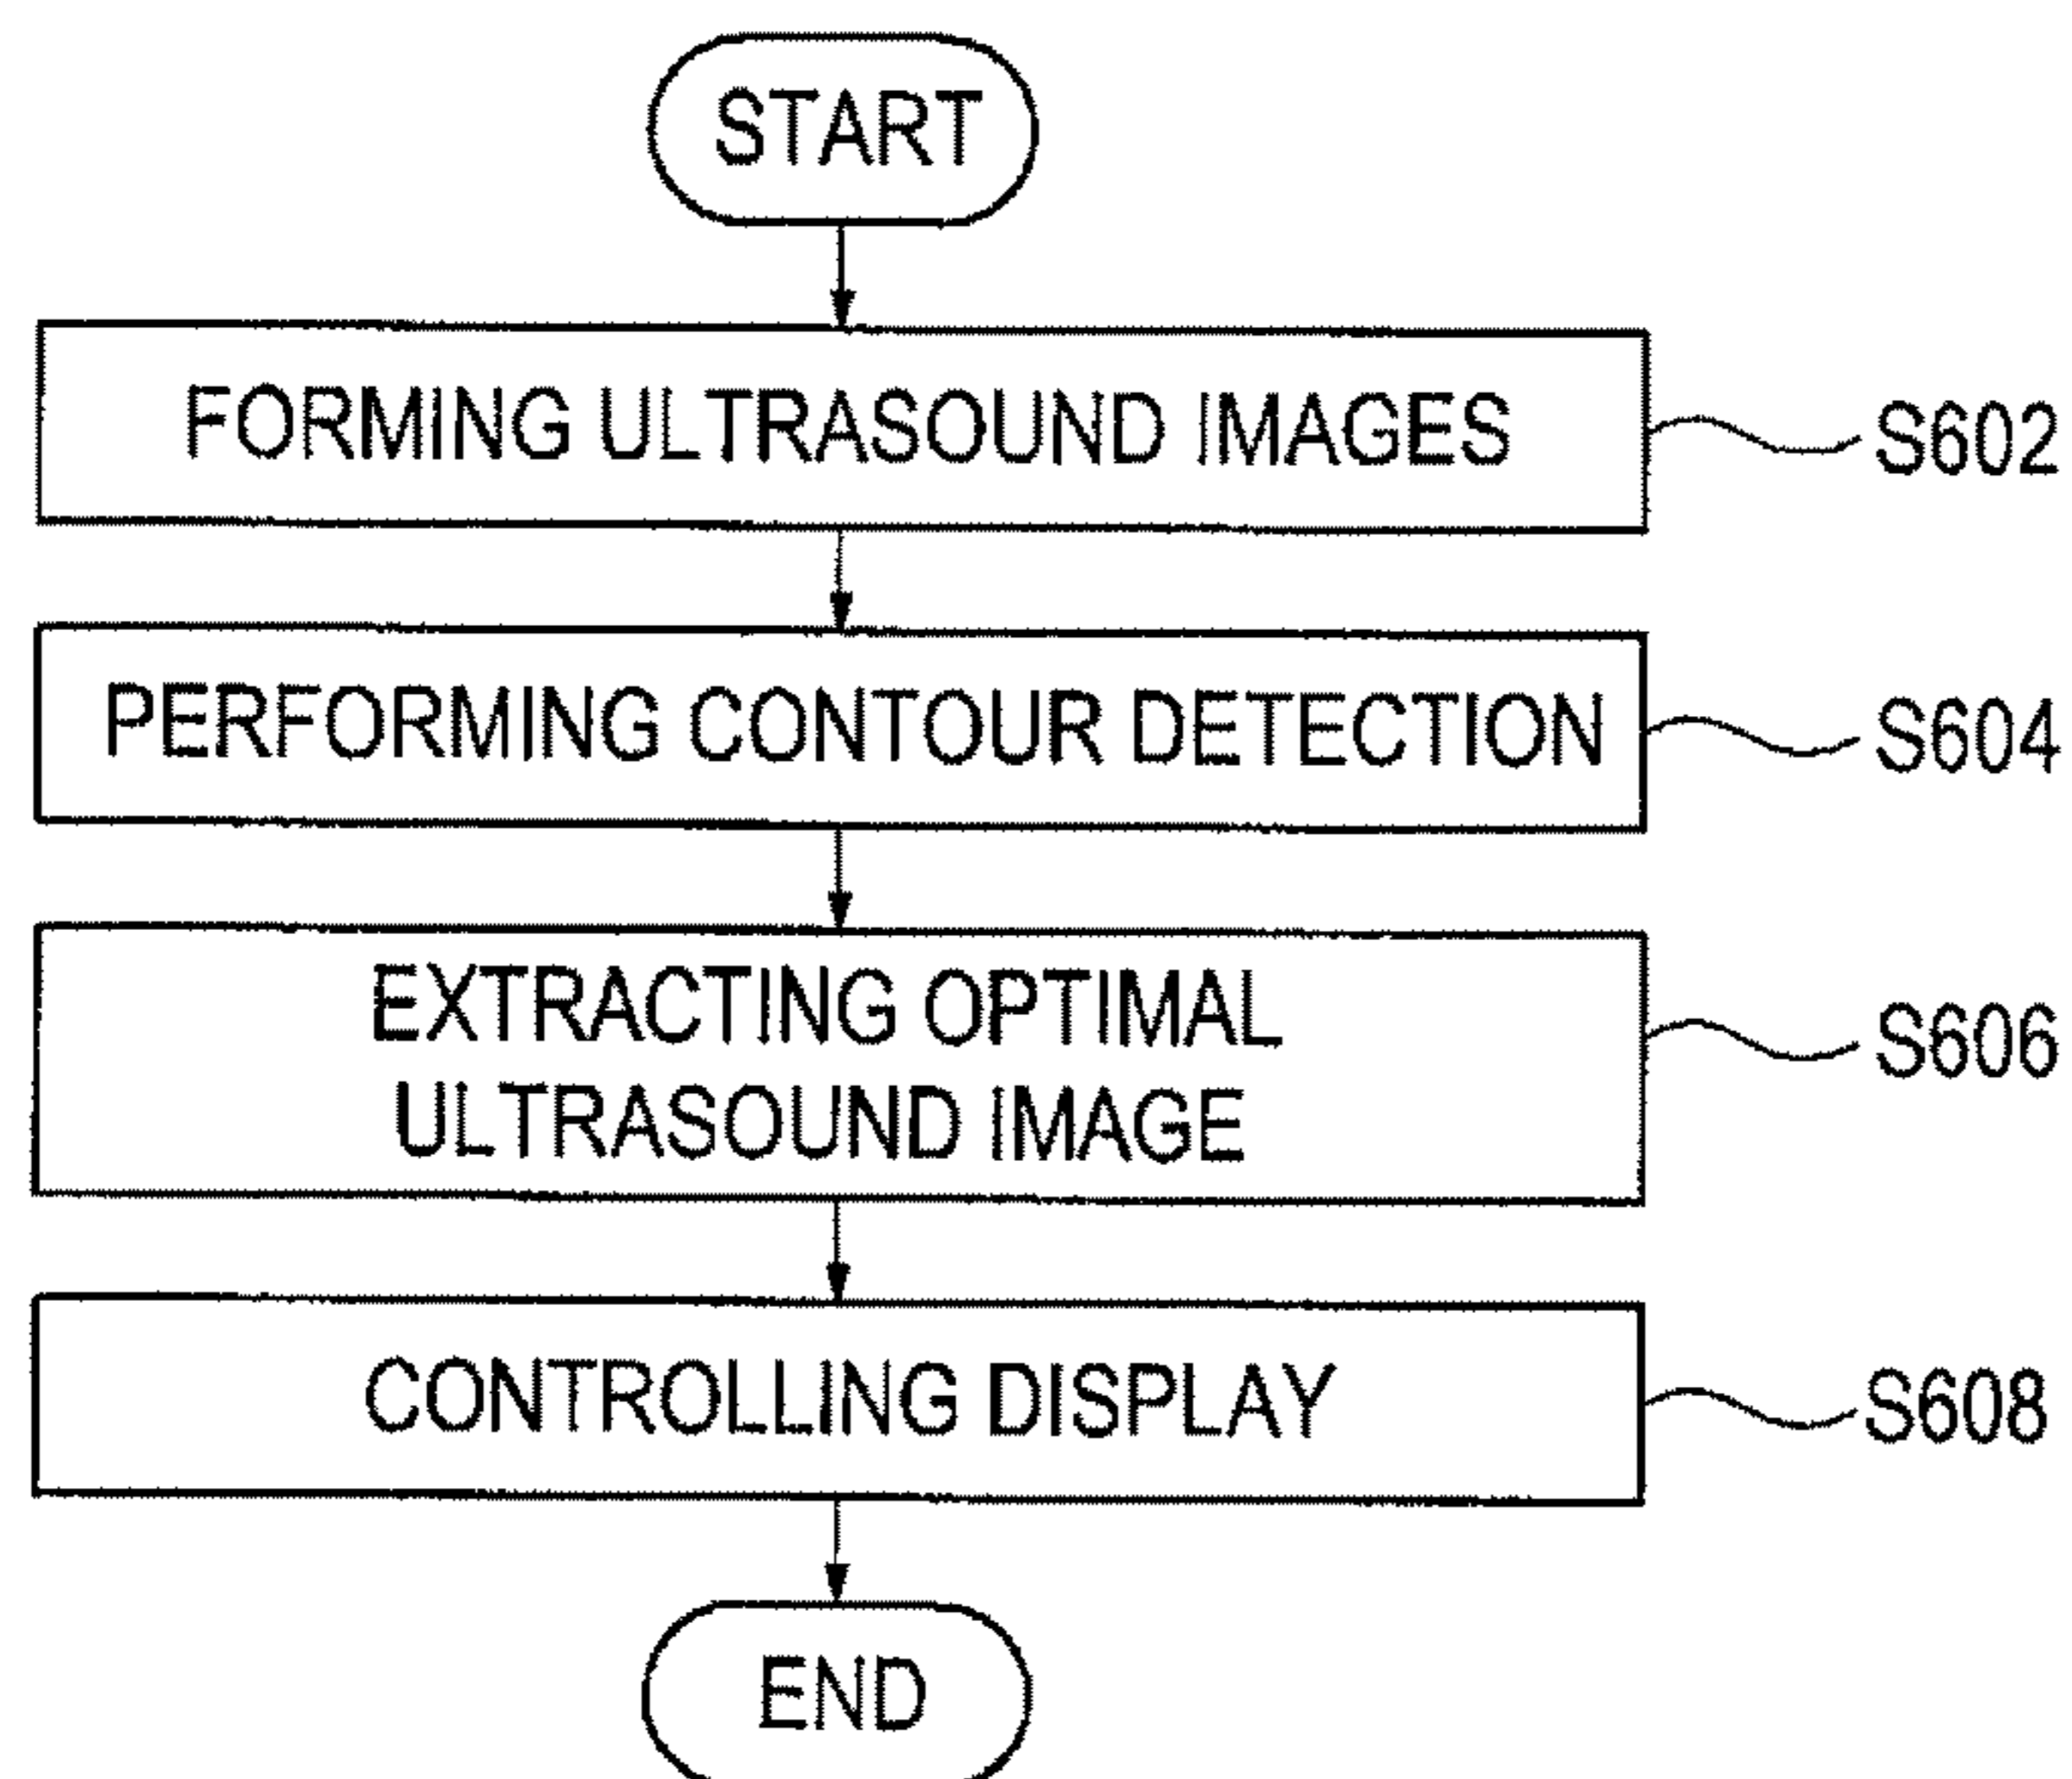 START
FORMING ULTRASOUND IMAGES
S602
PERFORMING CONTOUR DETECTION
S604
EXTRACTING OPTIMAL
ULTRASOUND IMAGE
S606
CONTROLLING DISPLAY
S608
END